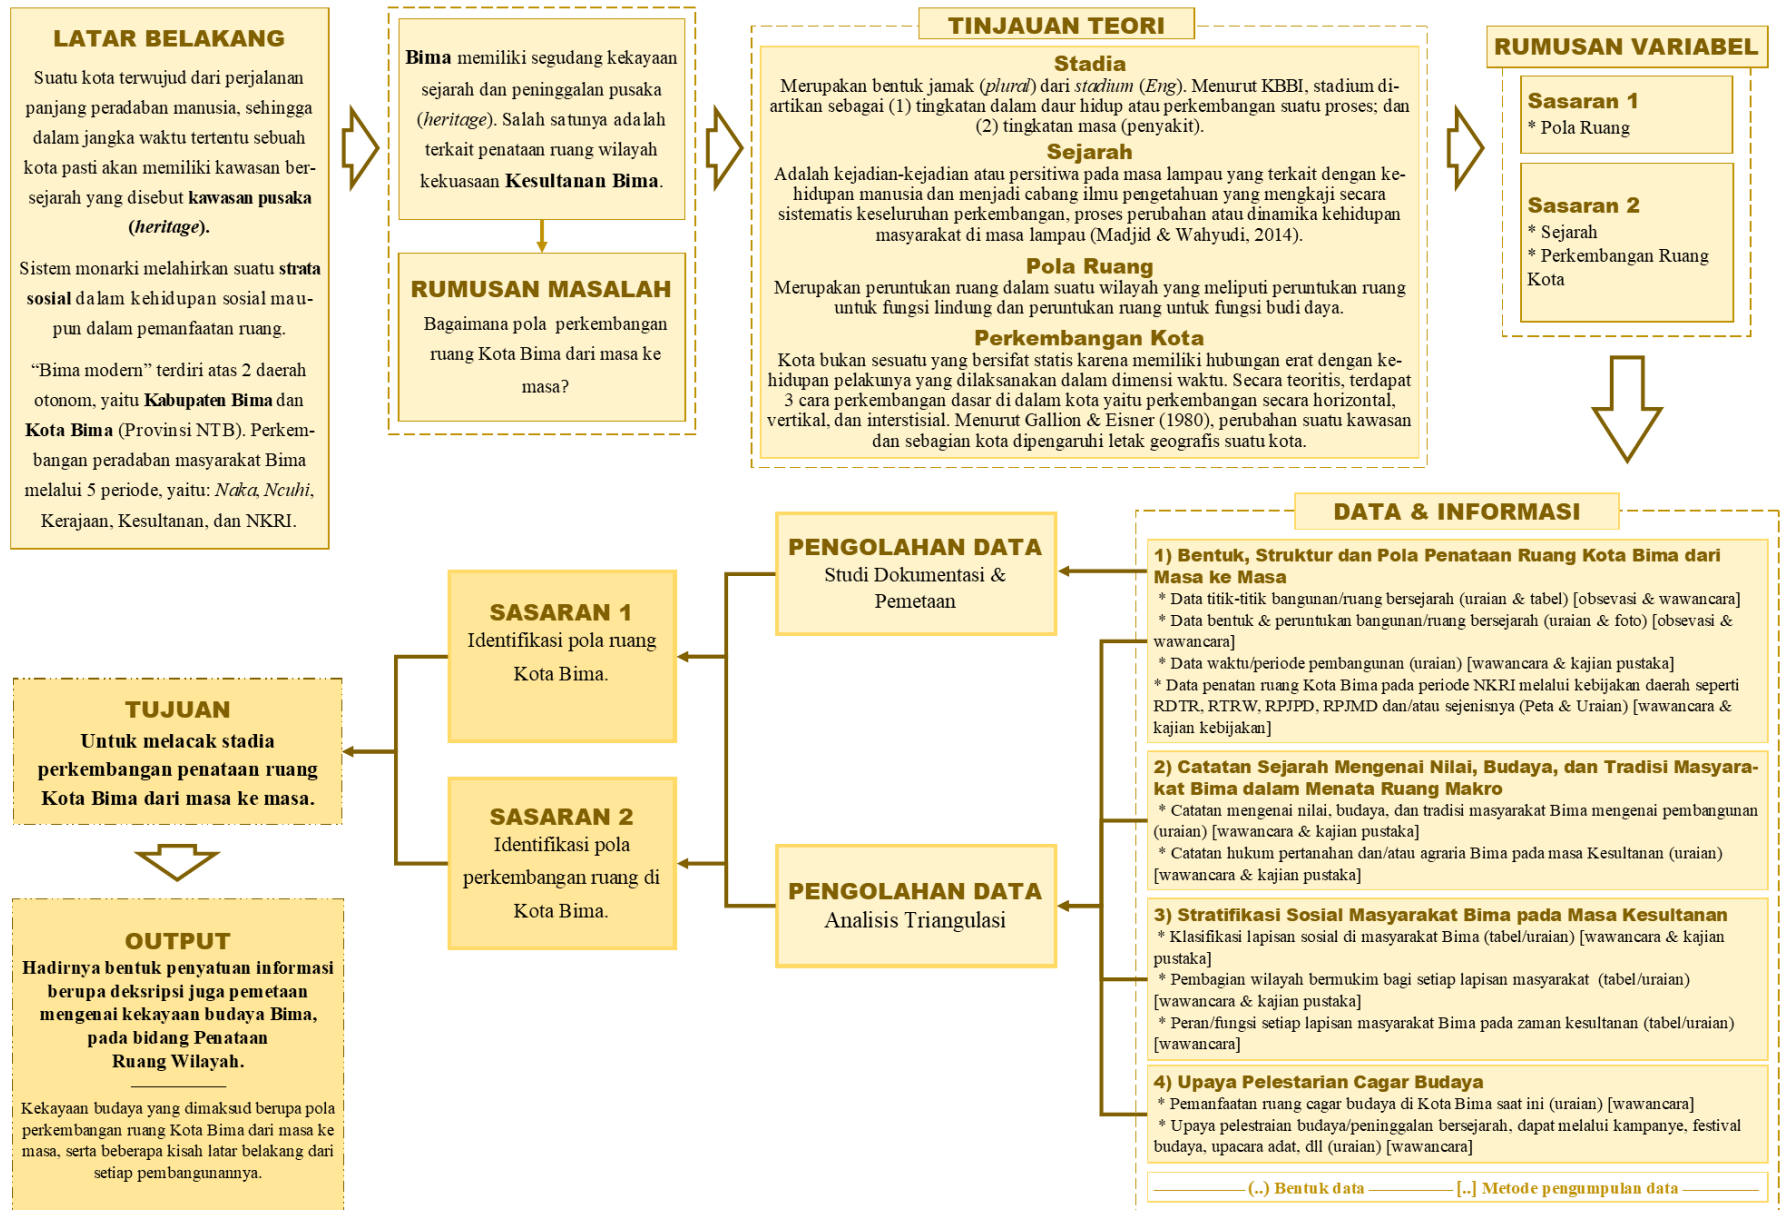 LATAR BELAKANG
Suatu kota terwujud dari perjalanan
panjang peradaban manusia, sehingga
dalam jangka waktu tertentu sebuah
kota pasti akan memiliki kawasan ber-
sejarah yang disebut kawasan pusaka
(heritage).
Sistem monarki melahirkan suatu strata
sosial dalam kehidupan sosial mau-
pun dalam pemanfaatan ruang.
“Bima modern” terdiri atas 2 daerah
otonom, yaitu Kabupaten Bima dan
Kota Bima (Provinsi NTB). Perkem-
bangan peradaban masyarakat Bima
melalui 5 periode, yaitu: Naka, Ncuhi,
Kerajaan, Kesultanan, dan NKRI.
Bima memiliki segudang kekayaan
sejarah dan peninggalan pusaka
(heritage). Salah satunya adalah
terkait penataan ruang wilayah
kekuasaan Kesultanan Bima.
RUMUSAN MASALAH
Bagaimana pola perkembangan
ruang Kota Bima dari masa ke
masa?
TINJAUAN TEORI
Stadia
Merupakan bentuk jamak (plural) dari stadium (Eng). Menurut KBBI, stadium di-
artikan sebagai (1) tingkatan dalam daur hidup atau perkembangan suatu proses; dan
(2) tingkatan masa (penyakit).
Sejarah
Adalah kejadian-kejadian atau persitiwa pada masa lampau yang terkait dengan ke-
hidupan manusia dan menjadi cabang ilmu pengetahuan yang mengkaji secara
sistematis keseluruhan perkembangan, proses perubahan atau dinamika kehidupan
masyarakat di masa lampau (Madjid & Wahyudi, 2014).
Pola Ruang
Merupakan peruntukan ruang dalam suatu wilayah yang meliputi peruntukan ruang
untuk fungsi lindung dan peruntukan ruang untuk fungsi budi daya.
Perkembangan Kota
Kota bukan sesuatu yang bersifat statis karena memiliki hubungan erat dengan ke-
hidupan pelakunya yang dilaksanakan dalam dimensi waktu. Secara teoritis, terdapat
3 cara perkembangan dasar di dalam kota yaitu perkembangan secara horizontal,
vertikal, dan interstisial. Menurut Gallion & Eisner (1980), perubahan suatu kawasan
dan sebagian kota dipengaruhi letak geografis suatu kota.
RUMUSAN VARIABEL
Sasaran 1
* Pola Ruang
Sasaran 2
* Sejarah
* Perkembangan Ruang
Kota
DATA & INFORMASI
1) Bentuk, Struktur dan Pola Penataan Ruang Kota Bima dari
Masa ke Masa
* Data titik-titik bangunan/ruang bersejarah (uraian & tabel) [obsevasi & wawancara]
* Data bentuk & peruntukan bangunan/ruang bersejarah (uraian & foto) [obsevasi &
wawancara]
* Data waktu/periode pembangunan (uraian) [wawancara & kajian pustaka]
* Data penatan ruang Kota Bima pada periode NKRI melalui kebijakan daerah seperti
RDTR, RTRW, RPJPD, RPJMD dan/atau sejenisnya (Peta & Uraian) [wawancara &
kajian kebijakan]
2) Catatan Sejarah Mengenai Nilai, Budaya, dan Tradisi Masyara-
kat Bima dalam Menata Ruang Makro
* Catatan mengenai nilai, budaya, dan tradisi masyarakat Bima mengenai pembangunan
(uraian) [wawancara & kajian pustaka]
* Catatan hukum pertanahan dan/atau agraria Bima pada masa Kesultanan (uraian)
[wawancara & kajian pustaka]
3) Stratifikasi Sosial Masyarakat Bima pada Masa Kesultanan
* Klasifikasi lapisan sosial di masyarakat Bima (tabel/uraian) [wawancara & kajian
pustaka]
* Pembagian wilayah bermukim bagi setiap lapisan masyarakat (tabel/uraian)
[wawancara & kajian pustaka]
* Peran/fungsi setiap lapisan masyarakat Bima pada zaman kesultanan (tabel/uraian)
[wawancara]
4) Upaya Pelestarian Cagar Budaya
* Pemanfaatan ruang cagar budaya di Kota Bima saat ini (uraian) [wawancara]
* Upaya pelestraian budaya/peninggalan bersejarah, dapat melalui kampanye, festival
budaya, upacara adat, dll (uraian) [wawancara]
(..) Bentuk data [..] Metode pengumpulan data
PENGOLAHAN DATA
Studi Dokumentasi &
Pemetaan
PENGOLAHAN DATA
Analisis Triangulasi
SASARAN 1
Identifikasi pola ruang
Kota Bima.
SASARAN 2
Identifikasi pola
perkembangan ruang di
Kota Bima.
TUJUAN
Untuk melacak stadia
perkembangan penataan ruang
Kota Bima dari masa ke masa.
OUTPUT
Hadirnya bentuk penyatuan informasi
berupa deksripsi juga pemetaan
mengenai kekayaan budaya Bima,
pada bidang Penataan
Ruang Wilayah.
Kekayaan budaya yang dimaksud berupa pola
perkembangan ruang Kota Bima dari masa ke
masa, serta beberapa kisah latar belakang dari
setiap pembangunannya.